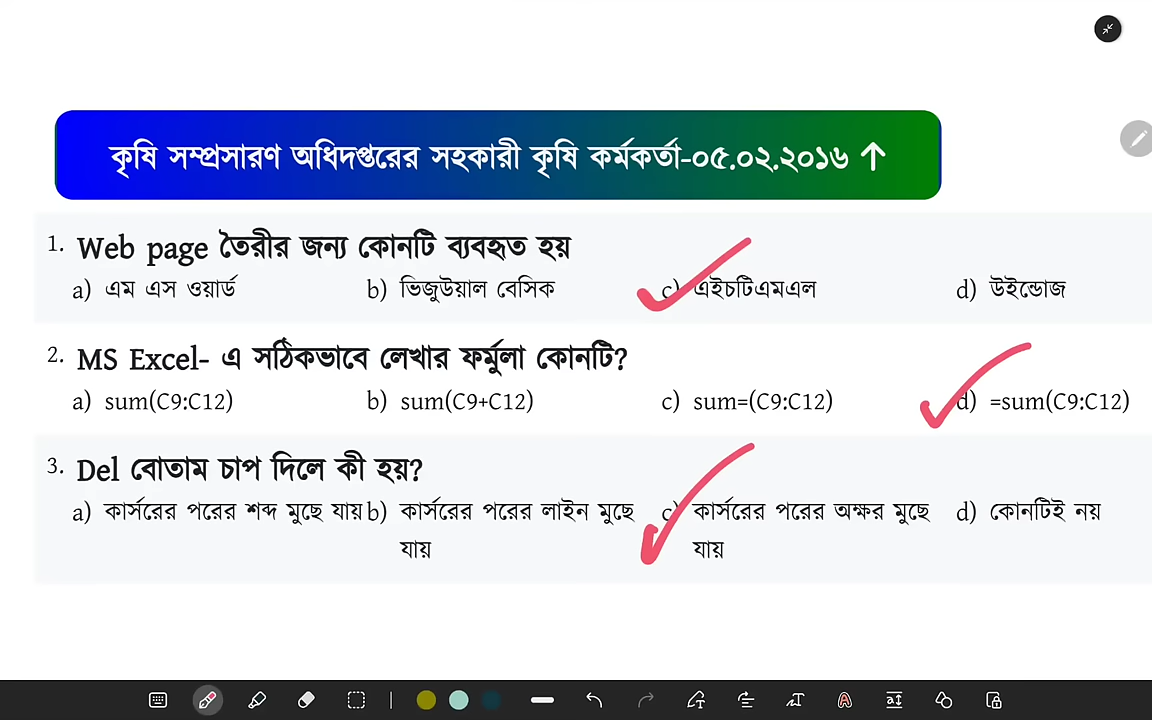 কৃষি সম্প্রসারণ অধিদপ্তরের সহকারী কৃষি কর্মকর্তা-০৫.০২.২০১৬ ↑
1. Web page তৈরীর জন্য কোনটি ব্যবহৃত হয়
a) এম এস ওয়ার্ড b) ভিজুউয়াল বেসিক c) এইচটিএমএল d) উইন্ডোজ
2. MS Excel- এ সঠিকভাবে লেখার ফর্মুলা কোনটি?
a) sum(C9:C12) b) sum(C9+C12) c) sum=(C9:C12) d) =sum(C9:C12)
3. Del বোতাম চাপ দিলে কী হয়?
a) কার্সরের পরের শব্দ মুছে যায় b) কার্সরের পরের লাইন মুছে c) কার্সরের পরের অক্ষর মুছে d) কোনটিই নয়
যায় যায়